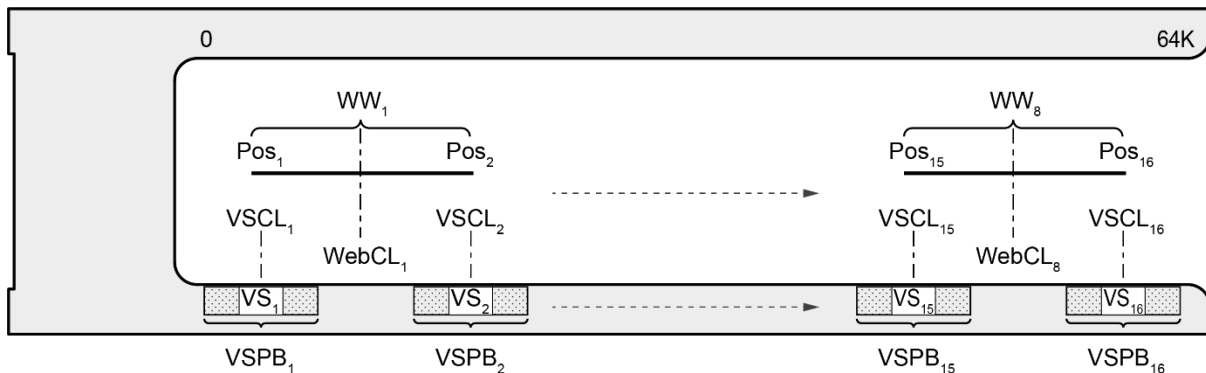 0 64K
WW₁ WW₈
Pos₁ Pos₂ Pos₁₅ Pos₁₆
VSCL₁ VSCL₂ VSCL₁₅ VSCL₁₆
WebCL₁ WebCL₈
VS₁ VS₂ VS₁₅ VS₁₆
VSPB₁ VSPB₂ VSPB₁₅ VSPB₁₆